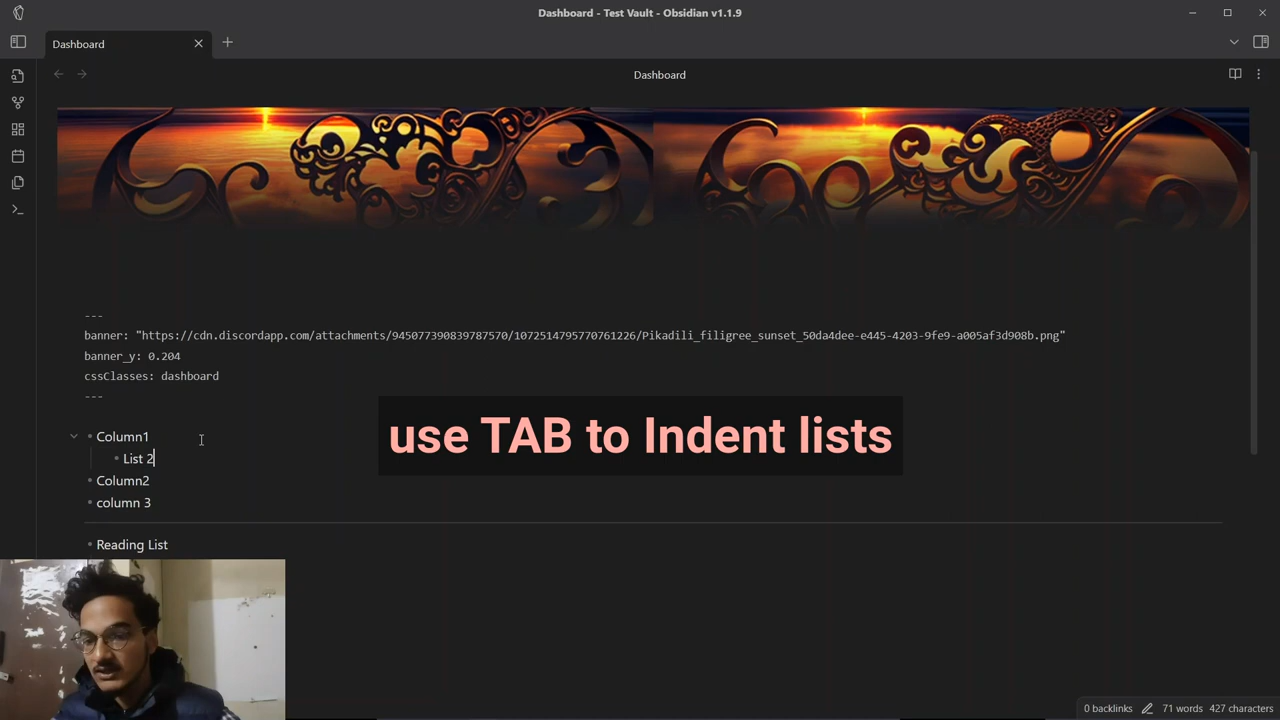 Dashboard - Test Vault - Obsidian v1.1.9
Dashboard
Dashboard
---
banner: "https://cdn.discordapp.com/attachments/945077390839787570/1072514795770761226/Pikadili_filigree_sunset_50da4dee-e445-4203-9fe9-a005af3d908b.png"
banner_y: 0.204
cssClasses: dashboard
---
Column1
List 2
Column2
column 3
use TAB to Indent lists
Reading List
0 backlinks 71 words 427 characters